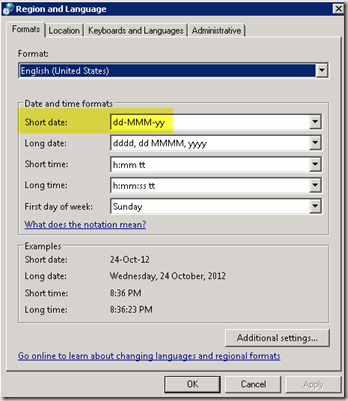 Region and Language
Formats Location Keyboards and Languages Administrative
Format:
English (United States)
Date and time formats
Short date: dd-MMM-yy
Long date: dddd, dd MMMM, yyyy
Short time: h:mm tt
Long time: h:mm:ss tt
First day of week: Sunday
What does the notation mean?
Examples
Short date: 24-Oct-12
Long date: Wednesday, 24 October, 2012
Short time: 8:36 PM
Long time: 8:36:23 PM
Additional settings...
Go online to learn about changing languages and regional formats
OK Cancel Apply